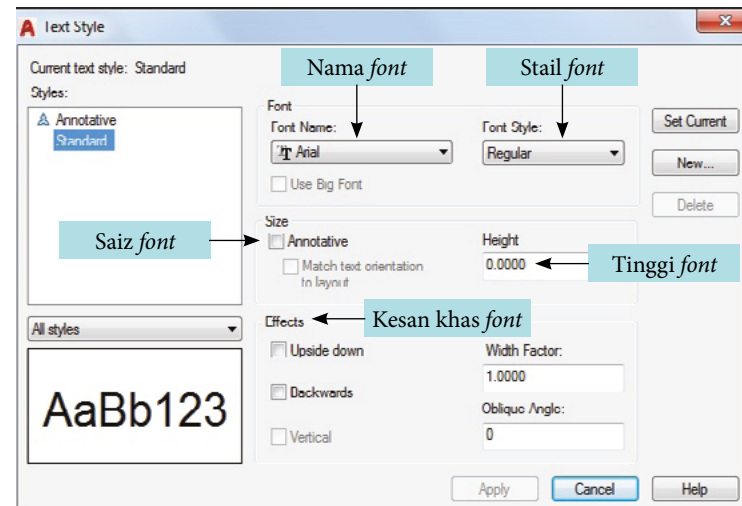 Text Style
Current text style: Standard
Styles:
Annotative
Standard
All styles
AaBb123
Nama font
Stail font
Font
Font Name:
Font Style:
Arial
Regular
Use Big Font
Saiz font
Size
Annotative
Match text orientation
to layout
Height
0.0000
Tinggi font
Effects
Kesan khas font
Upside down
Backwards
Vertical
Width Factor:
1.0000
Oblique Angle:
0
Set Current
New...
Delete
Apply
Cancel
Help